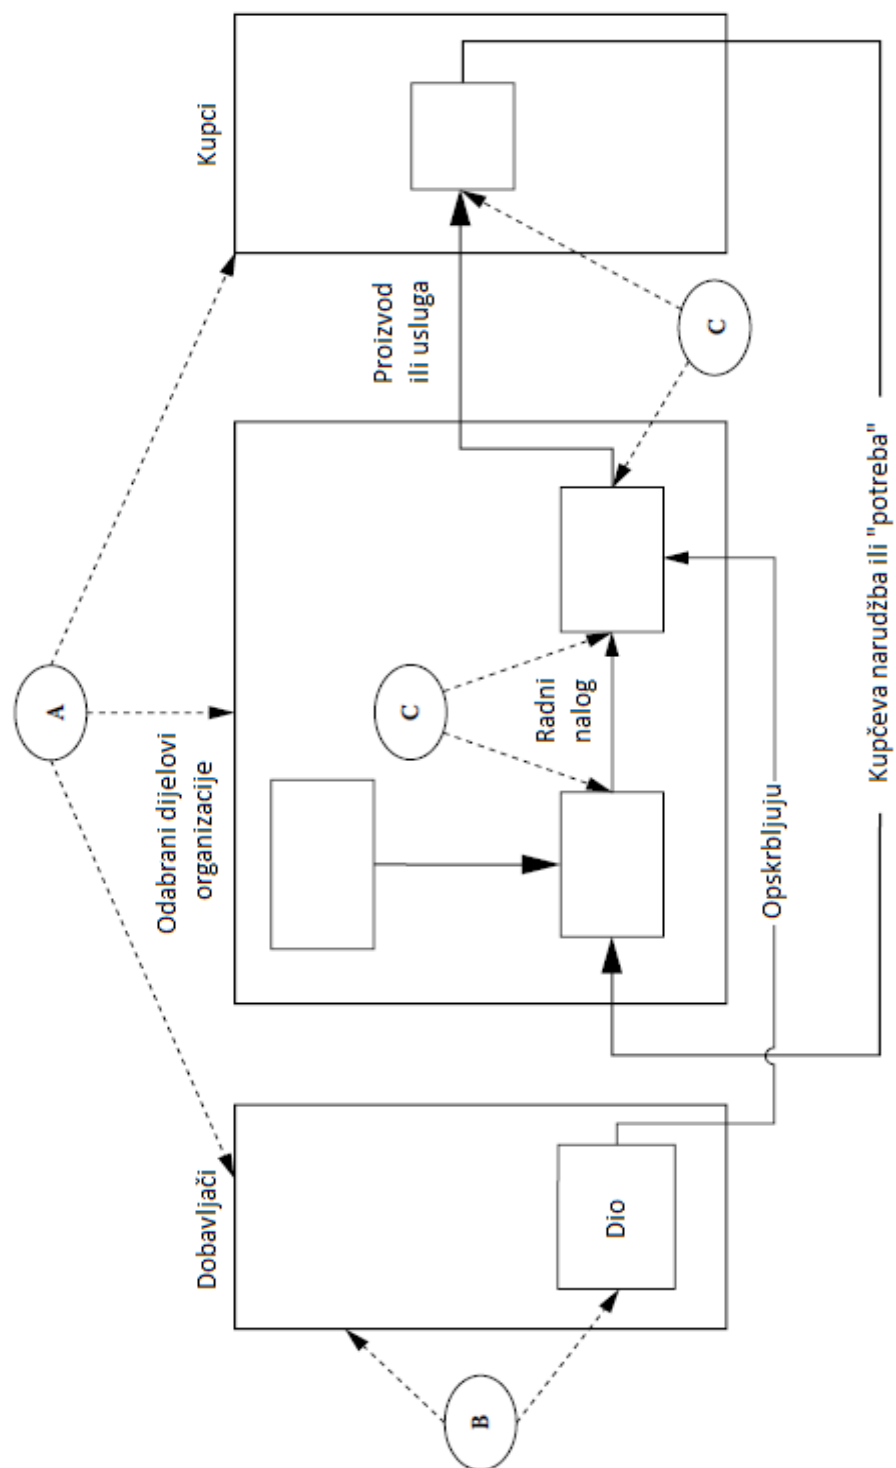 A
Dobavljači
Odabrani dijelovi
organizacije
Kupci
Proizvod
ili usluga
C
B
Radni
nalog
Dio
C
Opskrbljuju
Kupčeva narudžba ili "potreba"